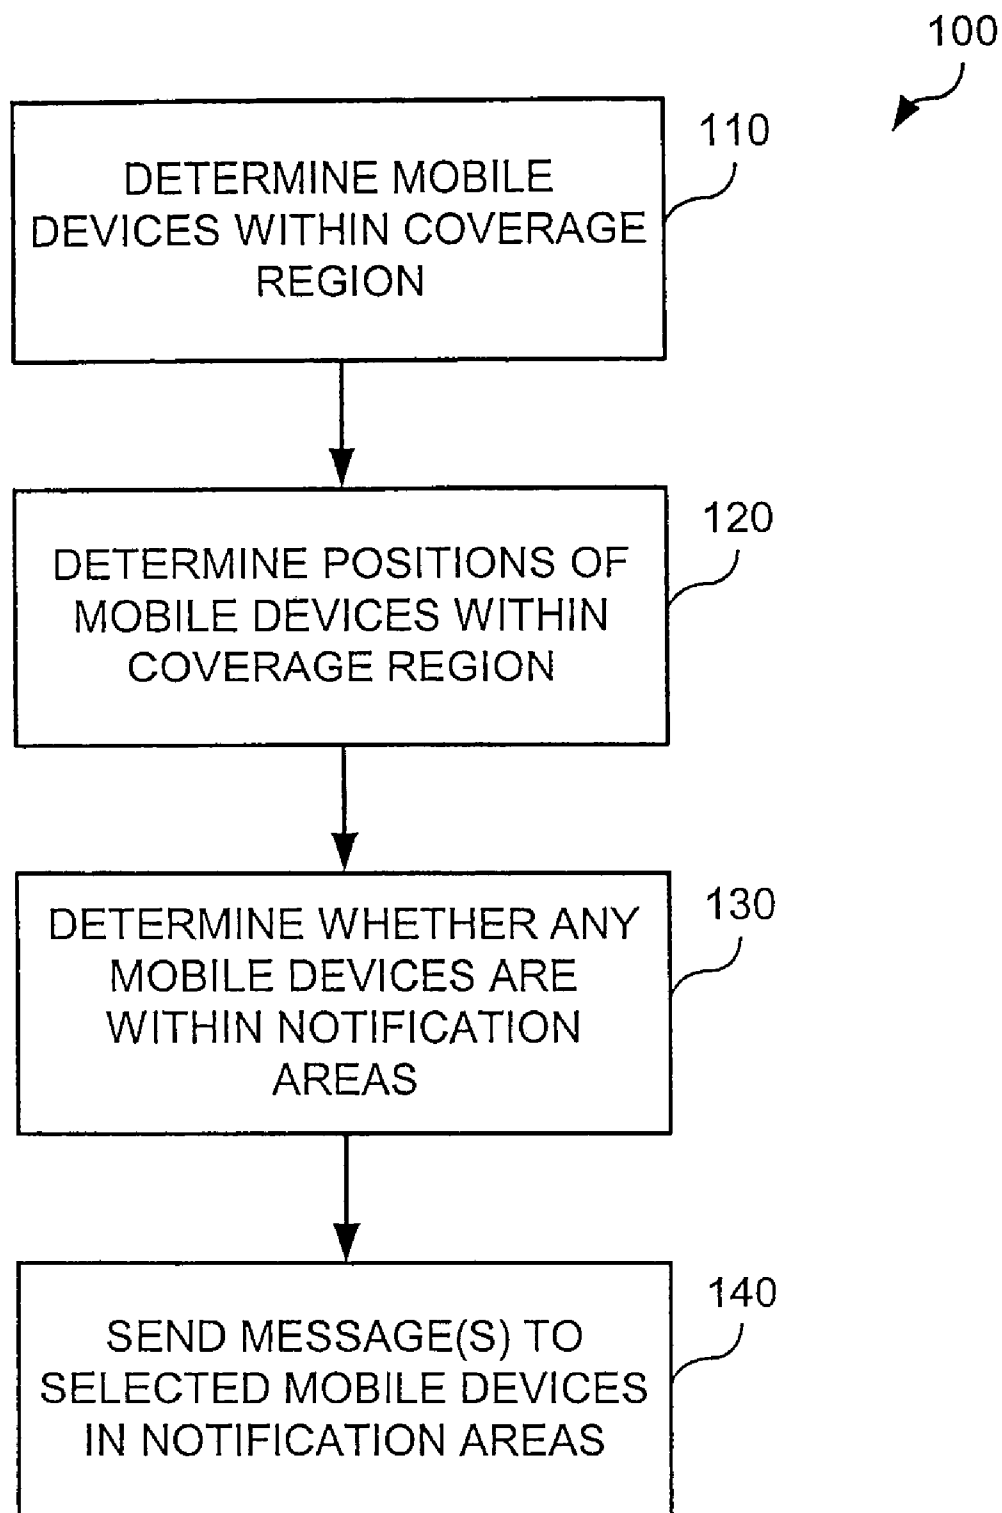 100
110
DETERMINE MOBILE
DEVICES WITHIN COVERAGE
REGION
120
DETERMINE POSITIONS OF
MOBILE DEVICES WITHIN
COVERAGE REGION
130
DETERMINE WHETHER ANY
MOBILE DEVICES ARE
WITHIN NOTIFICATION
AREAS
140
SEND MESSAGE(S) TO
SELECTED MOBILE DEVICES
IN NOTIFICATION AREAS